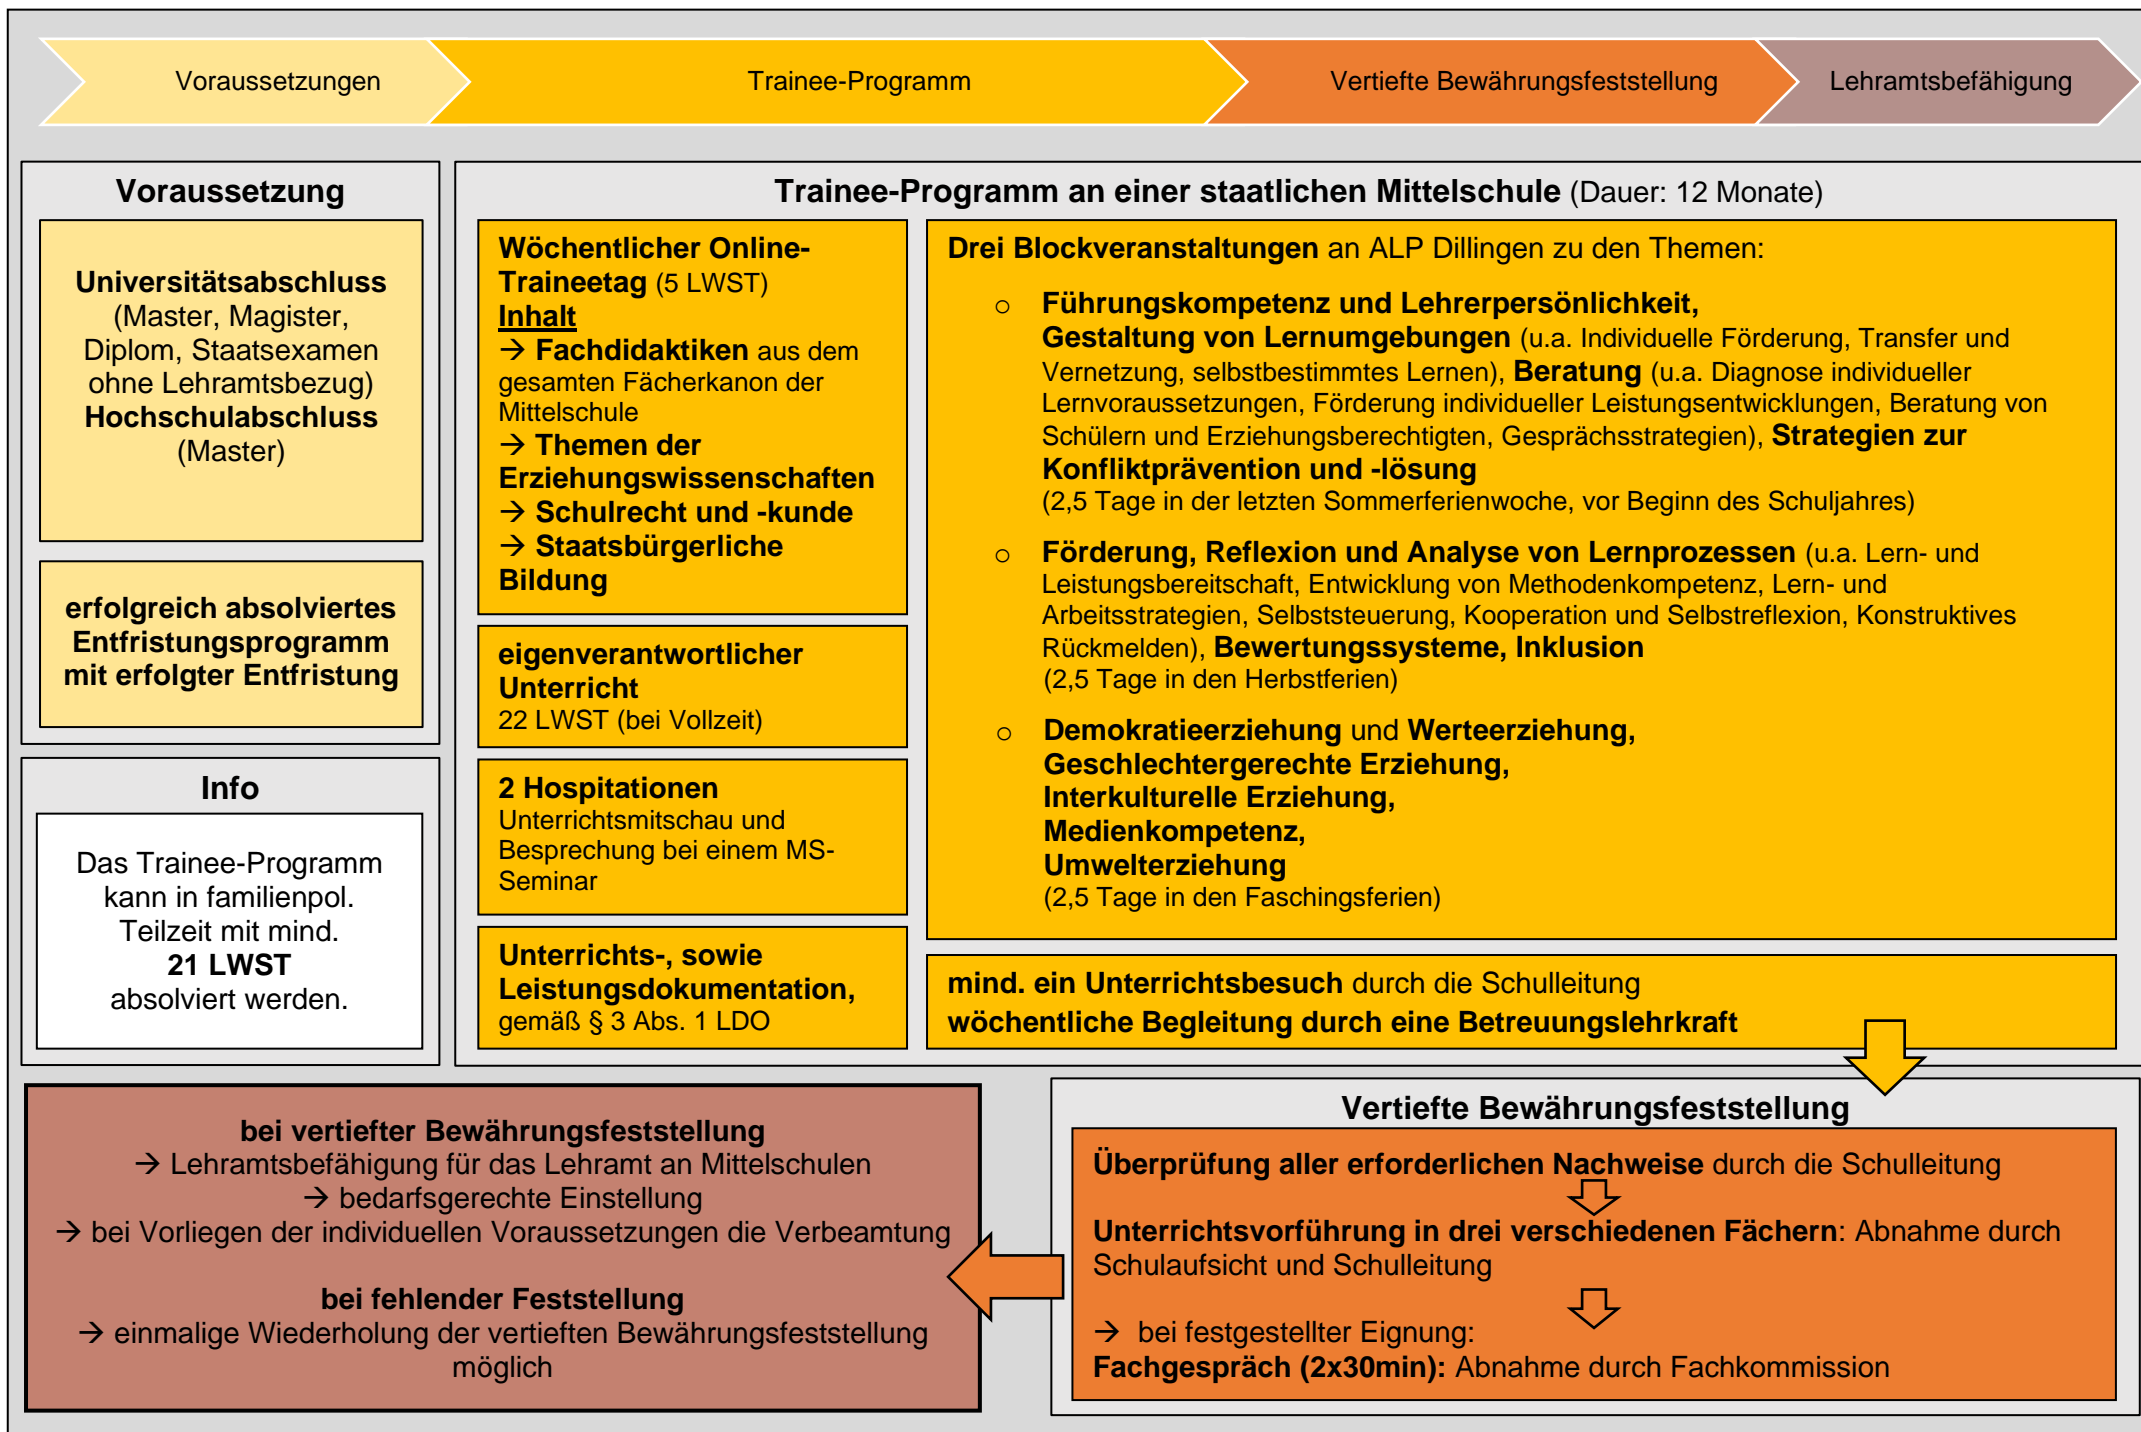 Voraussetzungen
Trainee-Programm
Vertiefte Bewährungsfeststellung
Lehramtsbefähigung
Voraussetzung
Universitätsabschluss
(Master, Magister,
Diplom, Staatsexamen
ohne Lehramtsbezug)
Hochschulabschluss
(Master)
erfolgreich absolviertes
Entfristungsprogramm
mit erfolgter Entfristung
Info
Das Trainee-Programm
kann in familienpol.
Teilzeit mit mind.
21 LWST
absolviert werden.
Trainee-Programm an einer staatlichen Mittelschule (Dauer: 12 Monate)
Wöchentlicher Online-
Traineetag (5 LWST)
Inhalt
→ Fachdidaktiken aus dem
gesamten Fächerkanon der
Mittelschule
→ Themen der
Erziehungswissenschaften
→ Schulrecht und -kunde
→ Staatsbürgerliche
Bildung
eigenverantwortlicher
Unterricht
22 LWST (bei Vollzeit)
2 Hospitationen
Unterrichtsmitschau und
Besprechung bei einem MS-
Seminar
Unterrichts-, sowie
Leistungsdokumentation,
gemäß § 3 Abs. 1 LDO
Drei Blockveranstaltungen an ALP Dillingen zu den Themen:
o Führungskompetenz und Lehrerpersönlichkeit,
Gestaltung von Lernumgebungen (u.a. Individuelle Förderung, Transfer und
Vernetzung, selbstbestimmtes Lernen), Beratung (u.a. Diagnose individueller
Lernvoraussetzungen, Förderung individueller Leistungsentwicklungen, Beratung von
Schülern und Erziehungsberechtigten, Gesprächsstrategien), Strategien zur
Konfliktprävention und -lösung
(2,5 Tage in der letzten Sommerferienwoche, vor Beginn des Schuljahres)
o Förderung, Reflexion und Analyse von Lernprozessen (u.a. Lern- und
Leistungsbereitschaft, Entwicklung von Methodenkompetenz, Lern- und
Arbeitsstrategien, Selbststeuerung, Kooperation und Selbstreflexion, Konstruktives
Rückmelden), Bewertungssysteme, Inklusion
(2,5 Tage in den Herbstferien)
o Demokratieerziehung und Werteerziehung,
Geschlechtergerechte Erziehung,
Interkulturelle Erziehung,
Medienkompetenz,
Umwelterziehung
(2,5 Tage in den Faschingsferien)
mind. ein Unterrichtsbesuch durch die Schulleitung
wöchentliche Begleitung durch eine Betreuungslehrkraft
Vertiefte Bewährungsfeststellung
Überprüfung aller erforderlichen Nachweise durch die Schulleitung
Unterrichtsvorführung in drei verschiedenen Fächern: Abnahme durch
Schulaufsicht und Schulleitung
→ bei festgestellter Eignung:
Fachgespräch (2x30min): Abnahme durch Fachkommission
bei vertiefter Bewährungsfeststellung
→ Lehramtsbefähigung für das Lehramt an Mittelschulen
→ bedarfsgerechte Einstellung
→ bei Vorliegen der individuellen Voraussetzungen die Verbeamtung
bei fehlender Feststellung
→ einmalige Wiederholung der vertieften Bewährungsfeststellung
möglich